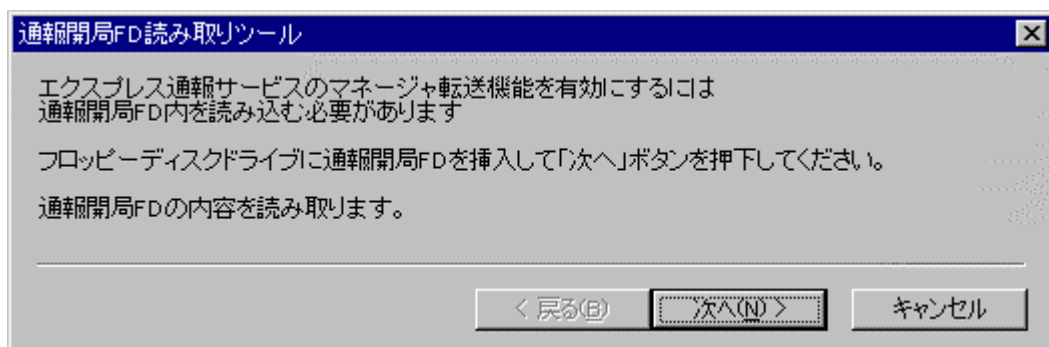 通報開局FD読み取りツール
エクスプレス通報サービスのマネージャ転送機能を有効にするには
通報開局FD内を読み込む必要があります
フロッピーディスクドライブに通報開局FDを挿入して「次へ」ボタンを押下してください。
通報開局FDの内容を読み取ります。
< 戻る(B) 次へ(N) > キャンセル